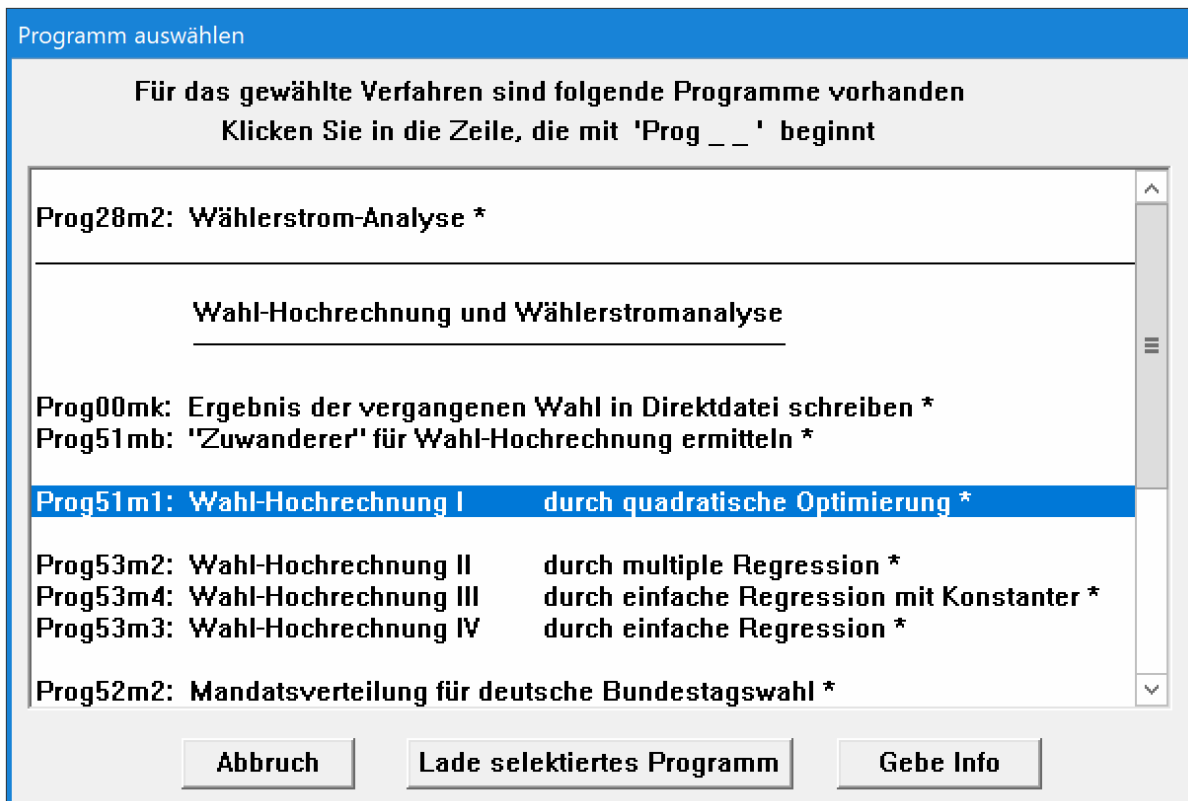 Programm auswählen
Für das gewählte Verfahren sind folgende Programme vorhanden
Klicken Sie in die Zeile, die mit 'Prog _ _ ' beginnt
Prog28m2: Wählerstrom-Analyse *
Wahl-Hochrechnung und Wählerstromanalyse
Prog00mk: Ergebnis der vergangenen Wahl in Direktdatei schreiben *
Prog51mb: "Zuwanderer" für Wahl-Hochrechnung ermitteln *
Prog51m1: Wahl-Hochrechnung I durch quadratische Optimierung *
Prog53m2: Wahl-Hochrechnung II durch multiple Regression *
Prog53m4: Wahl-Hochrechnung III durch einfache Regression mit Konstanter *
Prog53m3: Wahl-Hochrechnung IV durch einfache Regression *
Prog52m2: Mandatsverteilung für deutsche Bundestagswahl *
Abbruch Lade selektiertes Programm Gebe Info